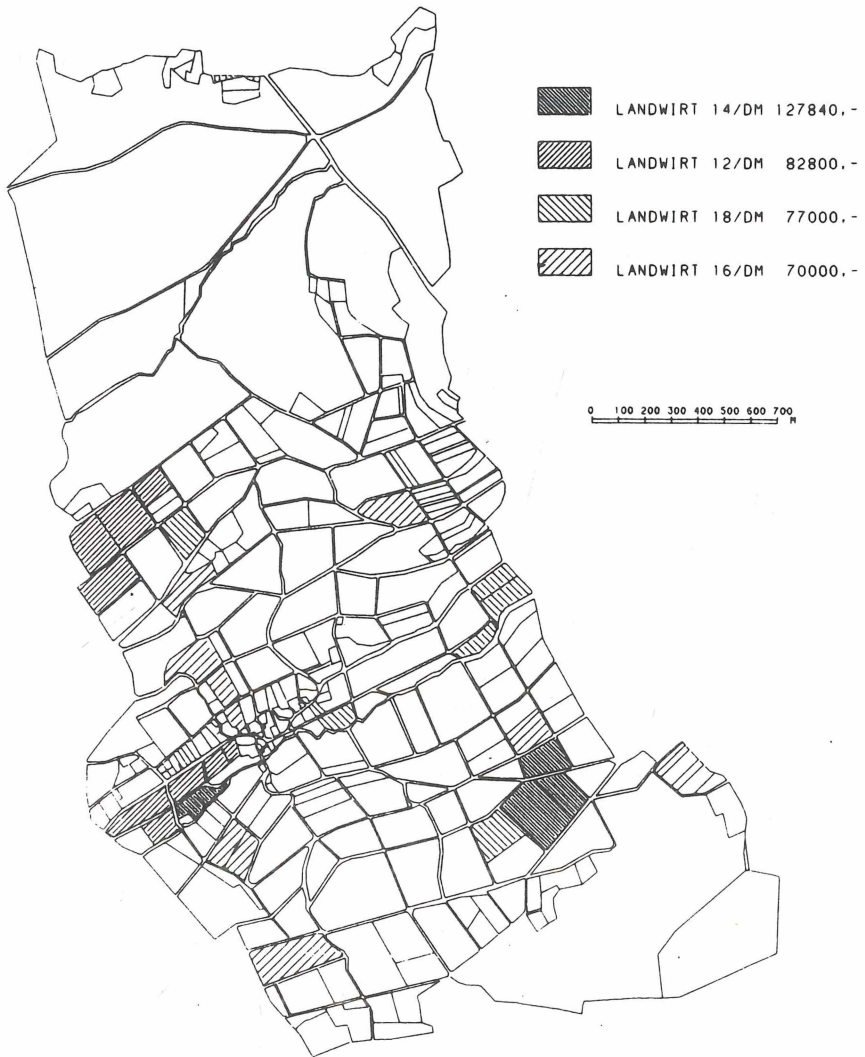 LANDWIRT 14/DM 127840,-
LANDWIRT 12/DM 82800,-
LANDWIRT 18/DM 77000,-
LANDWIRT 16/DM 70000,-
0 100 200 300 400 500 600 700
M